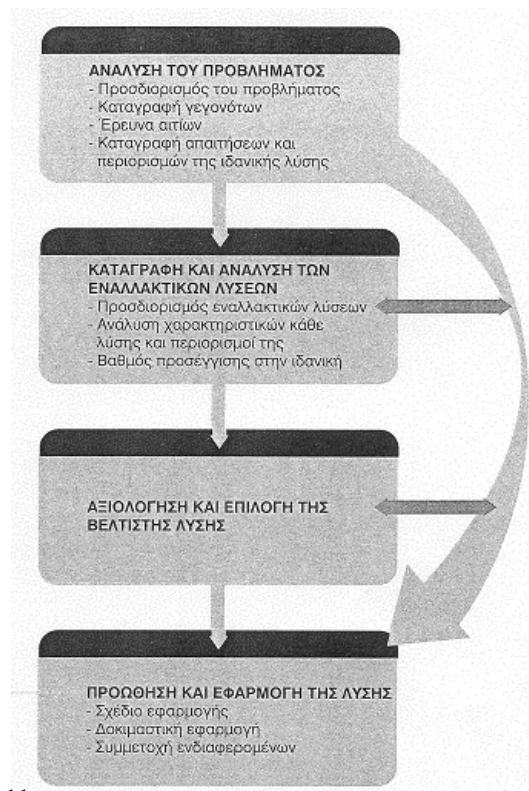 ΑΝΑΛΥΣΗ ΤΟΥ ΠΡΟΒΛΗΜΑΤΟΣ
- Προσδιορισμός του προβλήματος
- Καταγραφή γεγονότων
- Έρευνα αιτίων
- Καταγραφή απαιτήσεων και
περιορισμών της ιδανικής λύσης
ΚΑΤΑΓΡΑΦΗ ΚΑΙ ΑΝΑΛΥΣΗ ΤΩΝ
ΕΝΑΛΛΑΚΤΙΚΩΝ ΛΥΣΕΩΝ
- Προσδιορισμός εναλλακτικών λύσεων
- Ανάλυση χαρακτηριστικών κάθε
λύσης και περιορισμοί της
- Βαθμός προσέγγισης στην ιδανική
ΑΞΙΟΛΟΓΗΣΗ ΚΑΙ ΕΠΙΛΟΓΗ ΤΗΣ
ΒΕΛΤΙΣΤΗΣ ΛΥΣΗΣ
ΠΡΟΩΘΗΣΗ ΚΑΙ ΕΦΑΡΜΟΓΗ ΤΗΣ ΛΥΣΗΣ
- Σχέδιο εφαρμογής
- Δοκιμαστική εφαρμογή
- Συμμετοχή ενδιαφερομένων